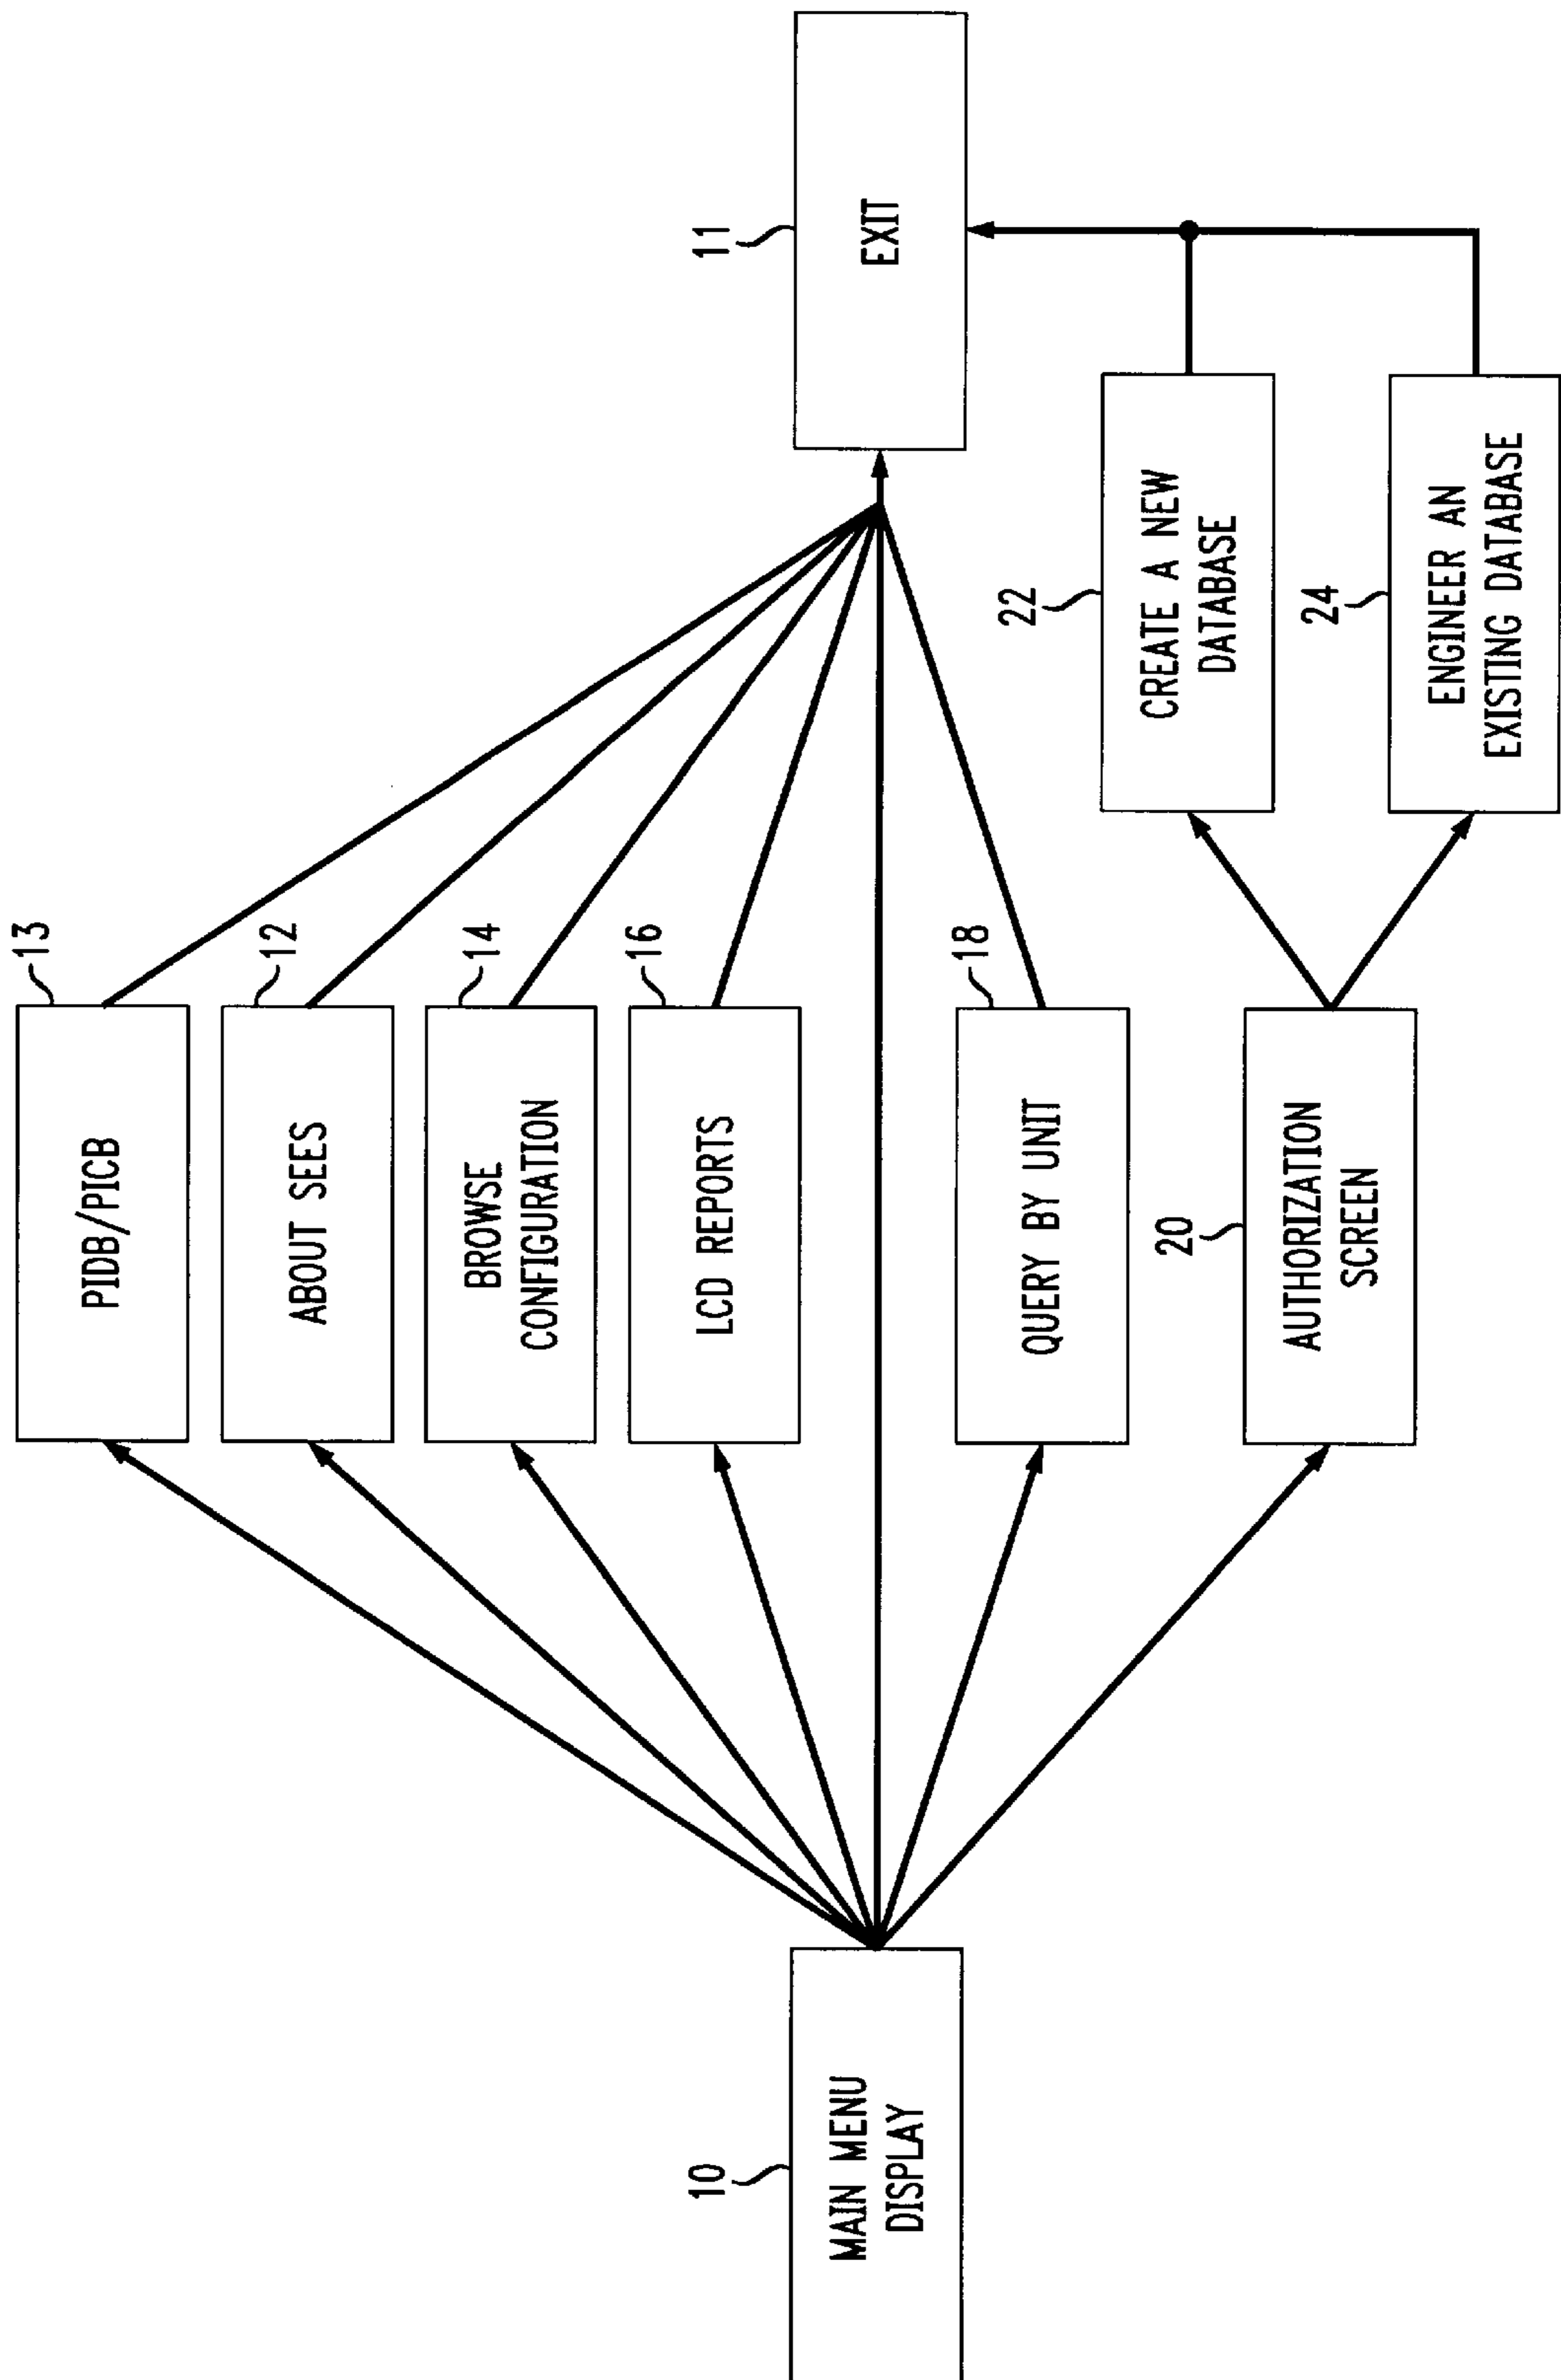 13
PIDB/PICB
12
ABOUT SEES
14
BROWSE
CONFIGURATION
16
LCD REPORTS
10
MAIN MENU
DISPLAY
11
EXIT
18
QUERY BY UNIT
20
AUTHORIZATION
SCREEN
22
CREATE A NEW
DATABASE
24
ENGINEER AN
EXISTING DATABASE